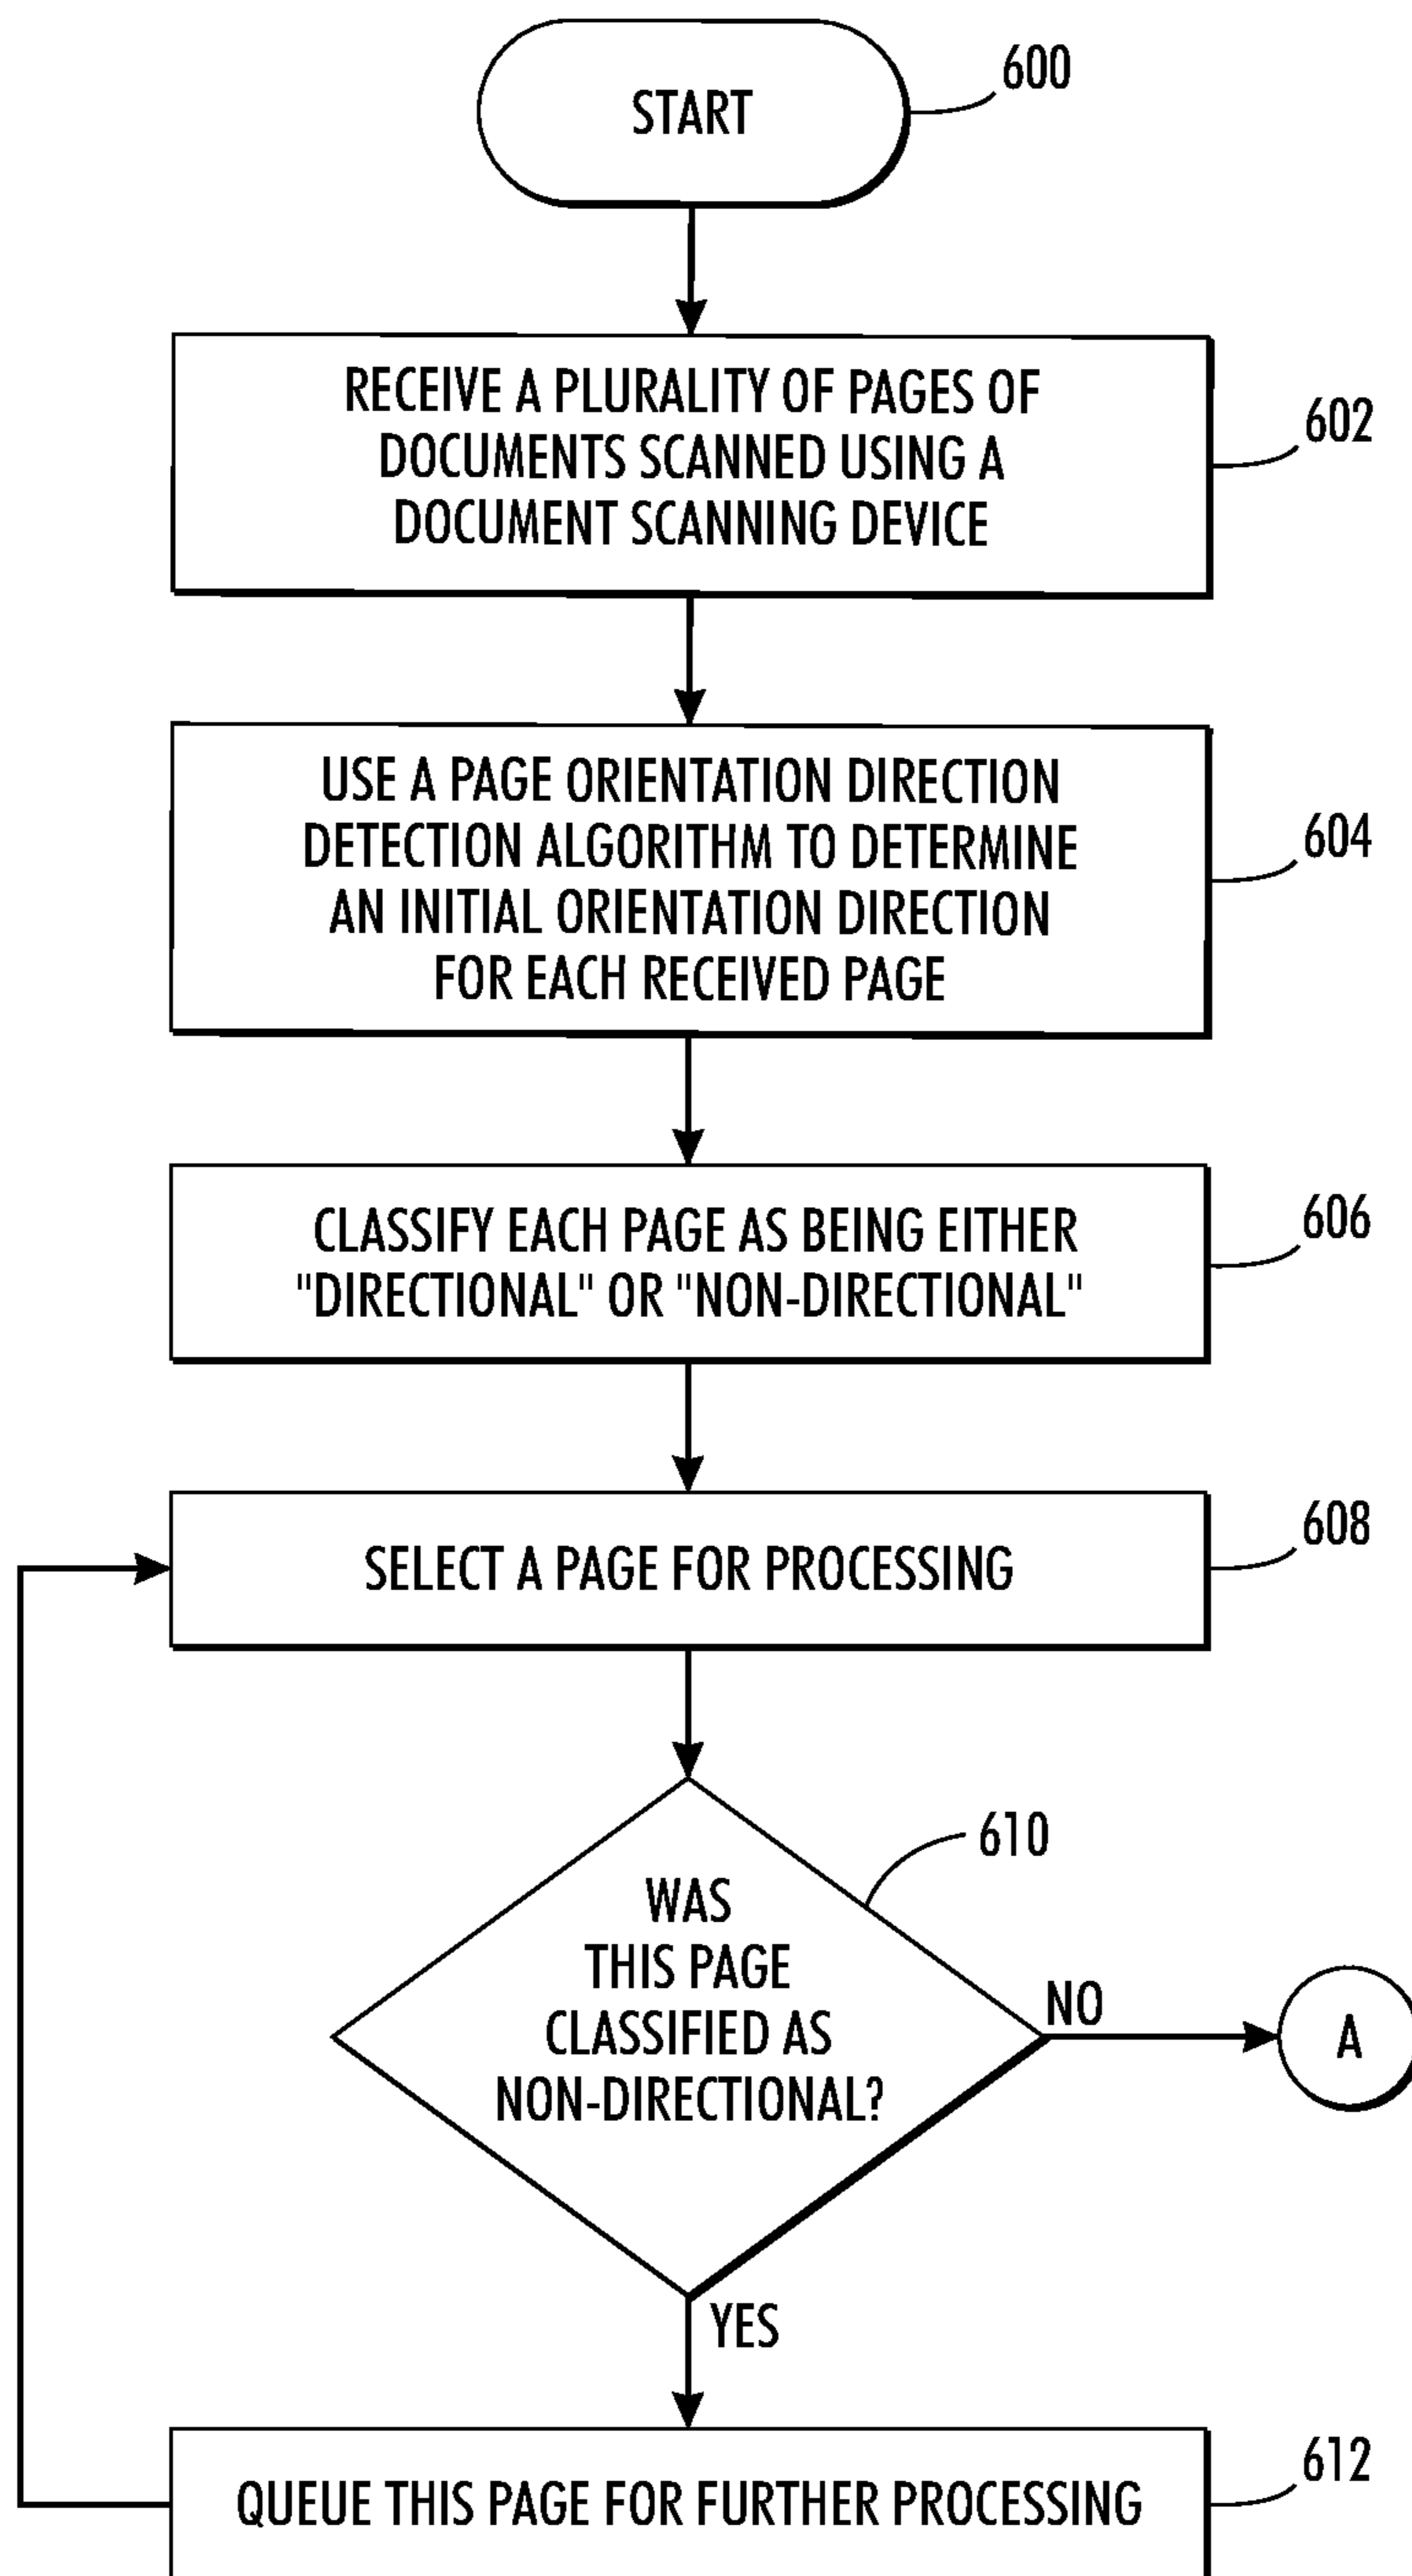 START
600
RECEIVE A PLURALITY OF PAGES OF
DOCUMENTS SCANNED USING A
DOCUMENT SCANNING DEVICE
602
USE A PAGE ORIENTATION DIRECTION
DETECTION ALGORITHM TO DETERMINE
AN INITIAL ORIENTATION DIRECTION
FOR EACH RECEIVED PAGE
604
CLASSIFY EACH PAGE AS BEING EITHER
"DIRECTIONAL" OR "NON-DIRECTIONAL"
606
SELECT A PAGE FOR PROCESSING
608
WAS
THIS PAGE
CLASSIFIED AS
NON-DIRECTIONAL?
610
NO
A
YES
QUEUE THIS PAGE FOR FURTHER PROCESSING
612